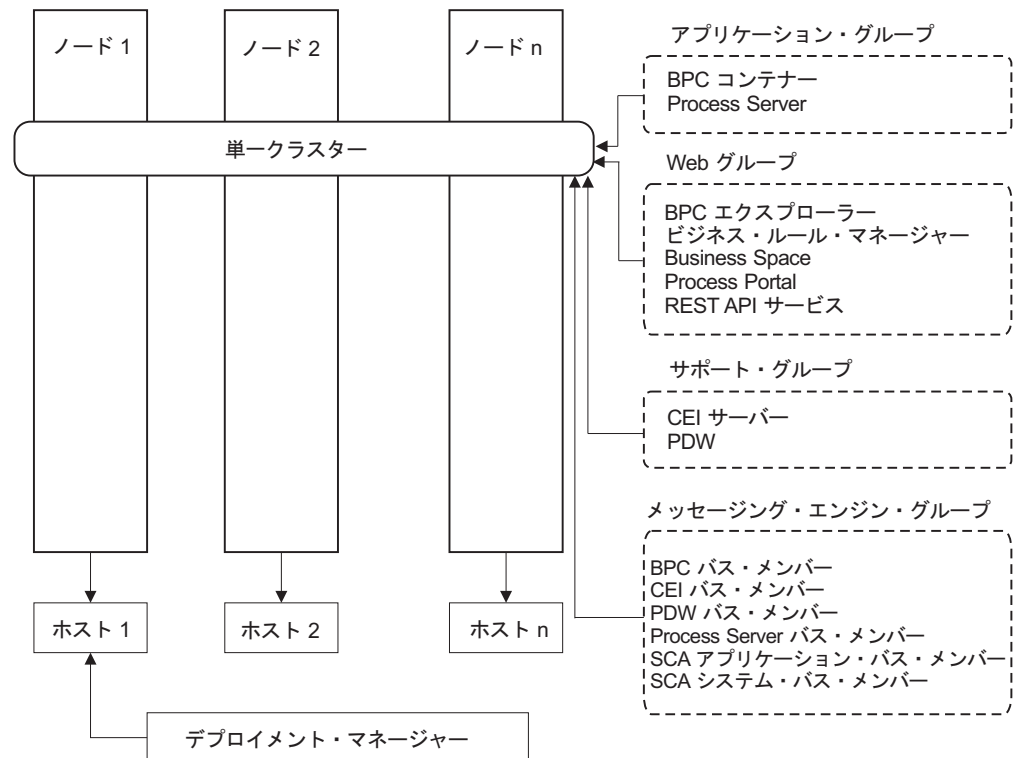 ノード 1
ノード 2
ノード n
単一クラスター
ホスト 1
ホスト 2
ホスト n
デプロイメント・マネージャー
アプリケーション・グループ
BPC コンテナー
Process Server
Web グループ
BPC エクスプローラー
ビジネス・ルール・マネージャー
Business Space
Process Portal
REST API サービス
サポート・グループ
CEI サーバー
PDW
メッセージング・エンジン・グループ
BPC バス・メンバー
CEI バス・メンバー
PDW バス・メンバー
Process Server バス・メンバー
SCA アプリケーション・バス・メンバー
SCA システム・バス・メンバー